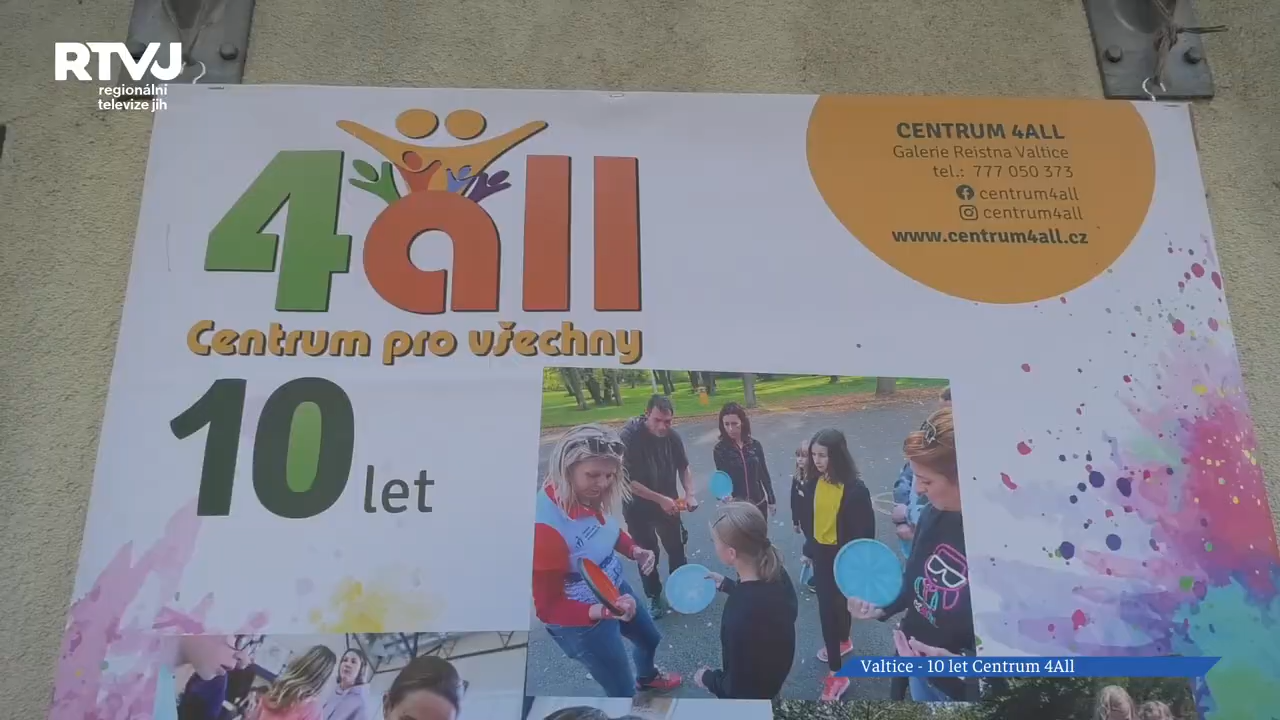 RTVJ
regionální
televize jih
4all
Centrum pro všechny
10 let
CENTRUM 4ALL
Galerie Reistna Valtice
tel.: 777 050 373
centrum4all
centrum4all
www.centrum4all.cz
Valtice - 10 let Centrum 4All